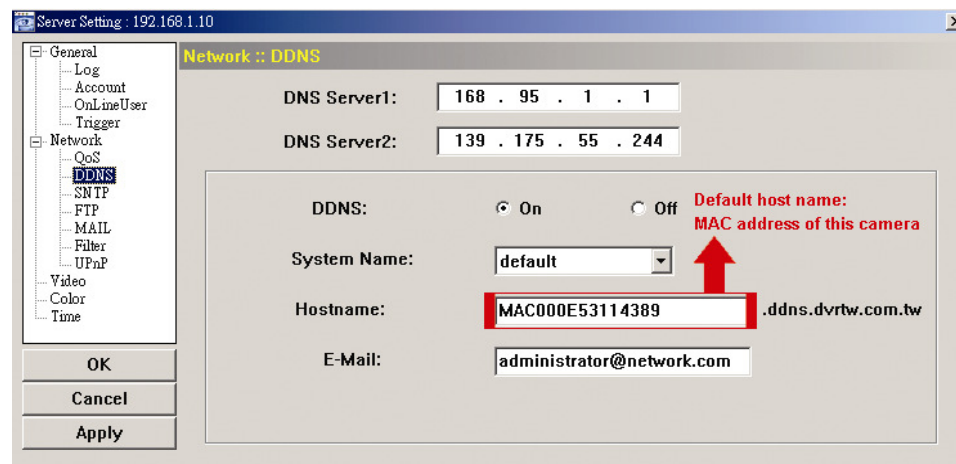 Server Setting : 192.168.1.10
General
Log
Account
OnLineUser
Trigger
Network
QoS
DDNS
SNTP
FTP
MAIL
Filter
UPnP
Video
Color
Time
OK
Cancel
Apply
Network :: DDNS
DNS Server1: 168 . 95 . 1 . 1
DNS Server2: 139 . 175 . 55 . 244
DDNS: On Off
Default host name:
MAC address of this camera
System Name: default
Hostname: MAC000E53114389 .ddns.dvrtw.com.tw
E-Mail: administrator@network.com